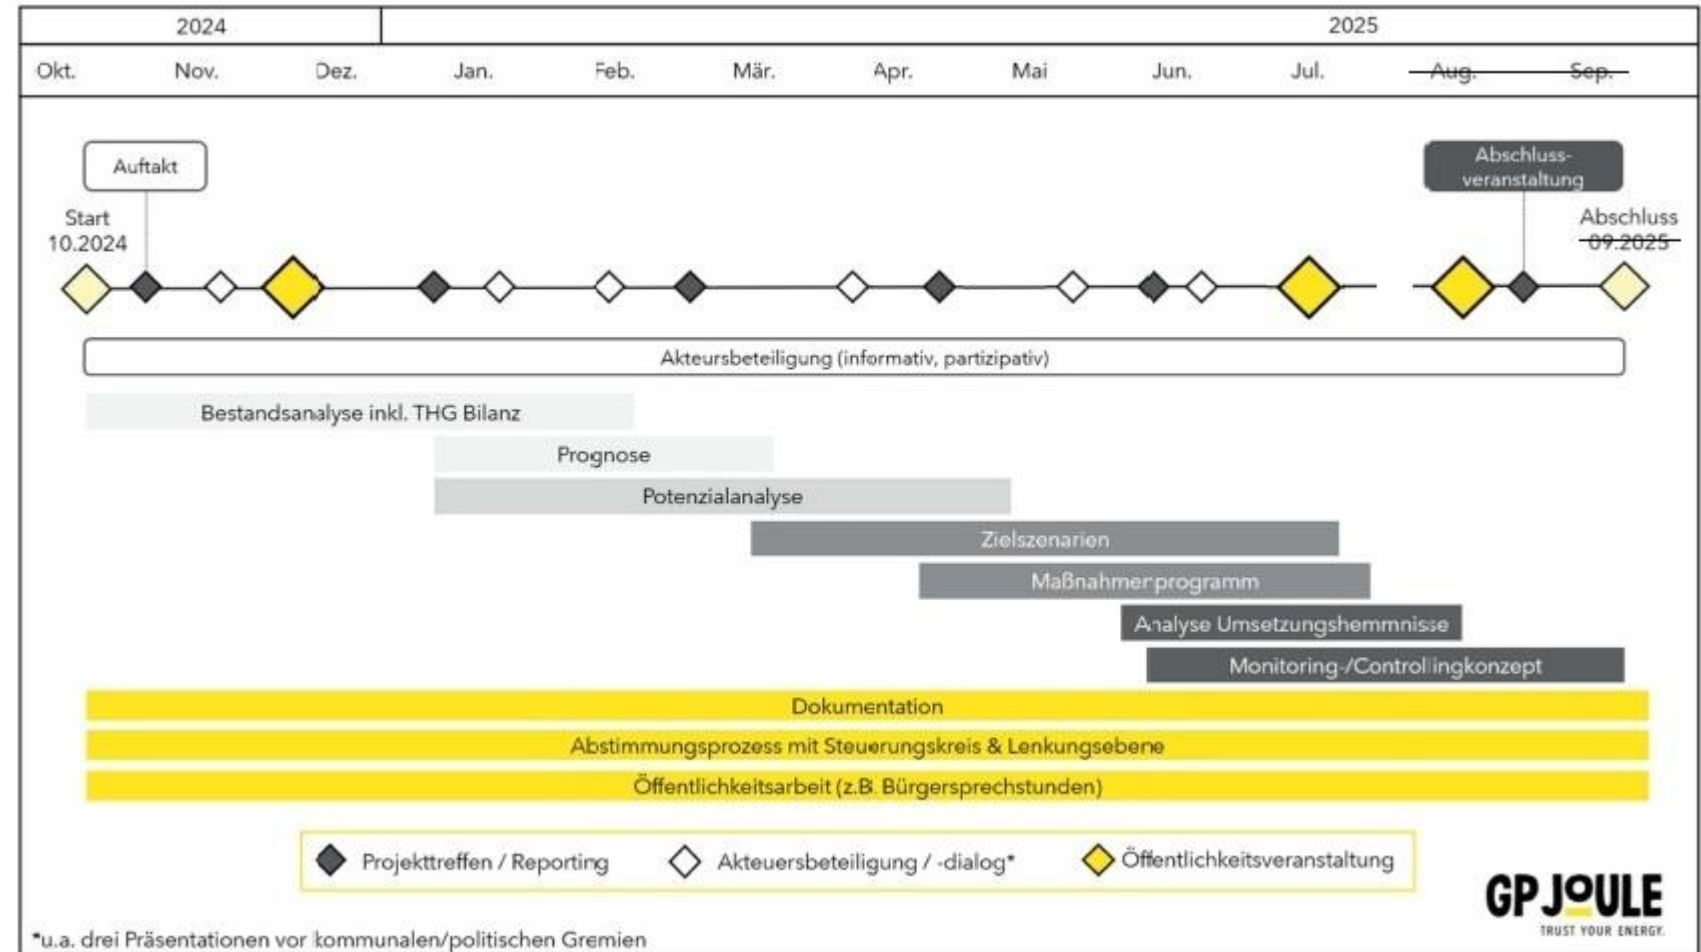 2024 2025
Okt. Nov. Dez. Jan. Feb. Mär. Apr. Mai Jun. Jul. Aug. Sep.
Auftakt
Abschluss-
veranstaltung
Start
10.2024
Abschluss
09.2025
Akteursbeteiligung (informativ, partizipativ)
Bestandsanalyse inkl. THG Bilanz
Prognose
Potenzialanalyse
Zielszenarien
Maßnahmenprogramm
Analyse Umsetzungshemmnisse
Monitoring-/Controllingkonzept
Dokumentation
Abstimmungsprozess mit Steuerungskreis & Lenkungsebene
Öffentlichkeitsarbeit (z.B. Bürgersprechstunden)
Projekttreffen / Reporting
Akteuersbeteiligung / -dialog*
Öffentlichkeitsveranstaltung
GP JOULE
TRUST YOUR ENERGY.
*u.a. drei Präsentationen vor kommunalen/politischen Gremien